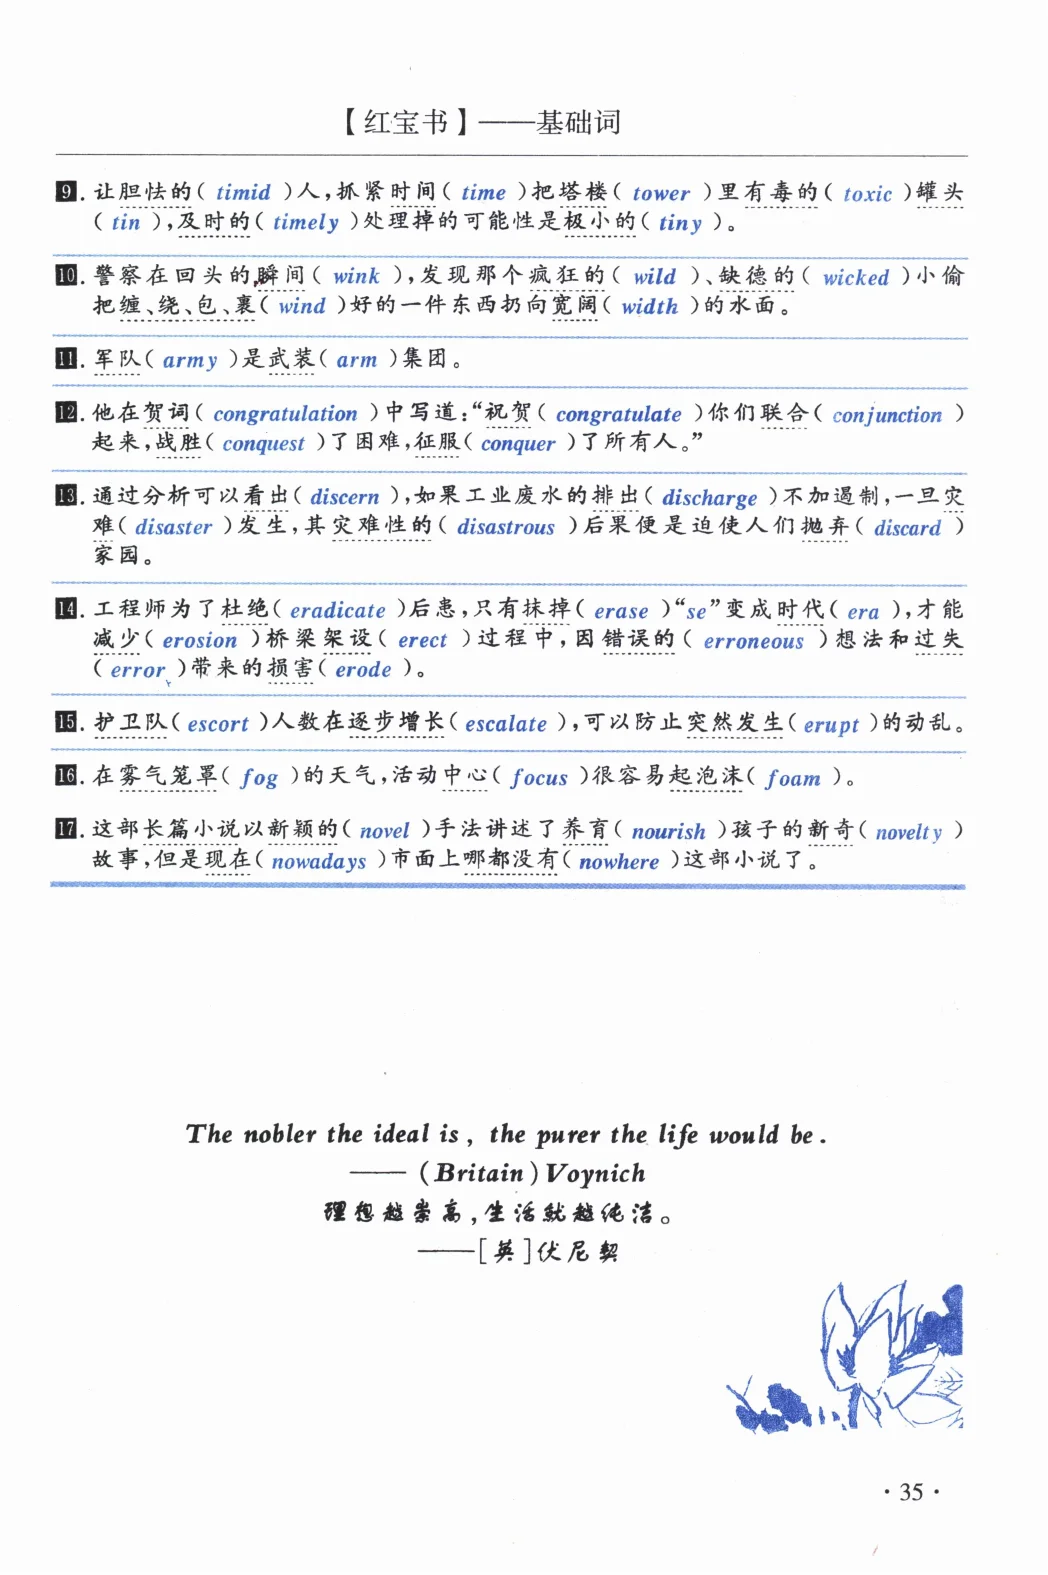 【红宝书】——基础词
9. 让胆怯的( timid )人,抓紧时间( time )把塔楼( tower )里有毒的( toxic )罐头
( tin ),及时的( timely )处理掉的可能性是极小的( tiny )。
10. 警察在回头的瞬间( wink ),发现那个疯狂的( wild )、缺德的( wicked )小偷
把缠、绕、包、裹( wind )好的一件东西扔向宽阔( width )的水面。
11. 军队( army )是武装( arm )集团。
12. 他在贺词( congratulation )中写道:“祝贺( congratulate )你们联合( conjunction )
起来,战胜( conquest )了困难,征服( conquer )了所有人。”
13. 通过分析可以看出( discern ),如果工业废水的排出( discharge )不加遏制,一旦灾
难( disaster )发生,其灾难性的( disastrous )后果便是迫使人们抛弃( discard )
家园。
14. 工程师为了杜绝( eradicate )后患,只有抹掉( erase )“se”变成时代( era ),才能
减少( erosion )桥梁架设( erect )过程中,因错误的( erroneous )想法和过失
( error )带来的损害( erode )。
15. 护卫队( escort )人数在逐步增长( escalate ),可以防止突然发生( erupt )的动乱。
16. 在雾气笼罩( fog )的天气,活动中心( focus )很容易起泡沫( foam )。
17. 这部长篇小说以新颖的( novel )手法讲述了养育( nourish )孩子的新奇( novelty )
故事,但是现在( nowadays )市面上哪都没有( nowhere )这部小说了。
The nobler the ideal is, the purer the life would be.
—— (Britain) Voynich
理想越崇高,生活就越纯洁。
——[英]伏尼契
· 35 ·